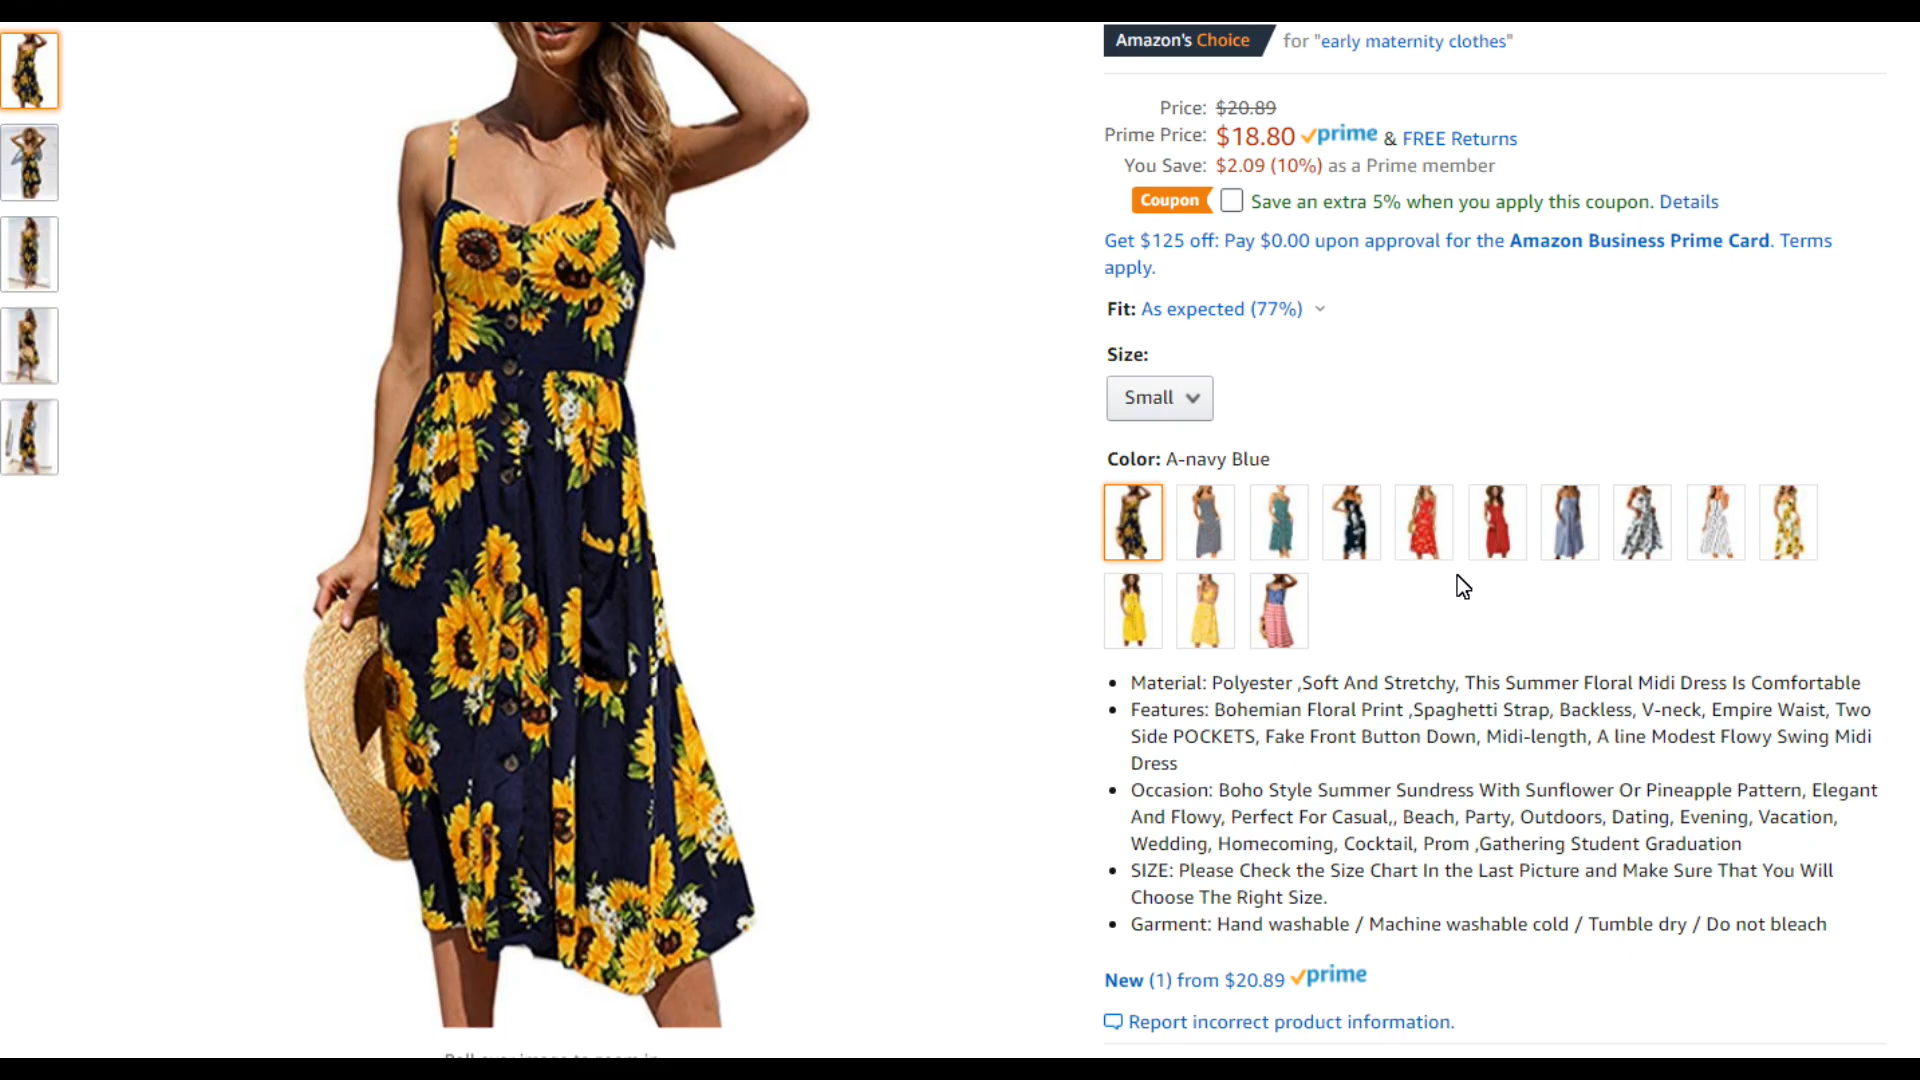 Amazon's Choice for "early maternity clothes"
Price: $20.89
Prime Price: $18.80 prime & FREE Returns
You Save: $2.09 (10%) as a Prime member
Coupon Save an extra 5% when you apply this coupon. Details
Get $125 off: Pay $0.00 upon approval for the Amazon Business Prime Card. Terms
apply.
Fit: As expected (77%)
Size:
Small
Color: A-navy Blue
Material: Polyester ,Soft And Stretchy, This Summer Floral Midi Dress Is Comfortable
Features: Bohemian Floral Print ,Spaghetti Strap, Backless, V-neck, Empire Waist, Two
Side POCKETS, Fake Front Button Down, Midi-length, A line Modest Flowy Swing Midi
Dress
Occasion: Boho Style Summer Sundress With Sunflower Or Pineapple Pattern, Elegant
And Flowy, Perfect For Casual,, Beach, Party, Outdoors, Dating, Evening, Vacation,
Wedding, Homecoming, Cocktail, Prom ,Gathering Student Graduation
SIZE: Please Check the Size Chart In the Last Picture and Make Sure That You Will
Choose The Right Size.
Garment: Hand washable / Machine washable cold / Tumble dry / Do not bleach
New (1) from $20.89 prime
Report incorrect product information.
Roll over image to zoom in